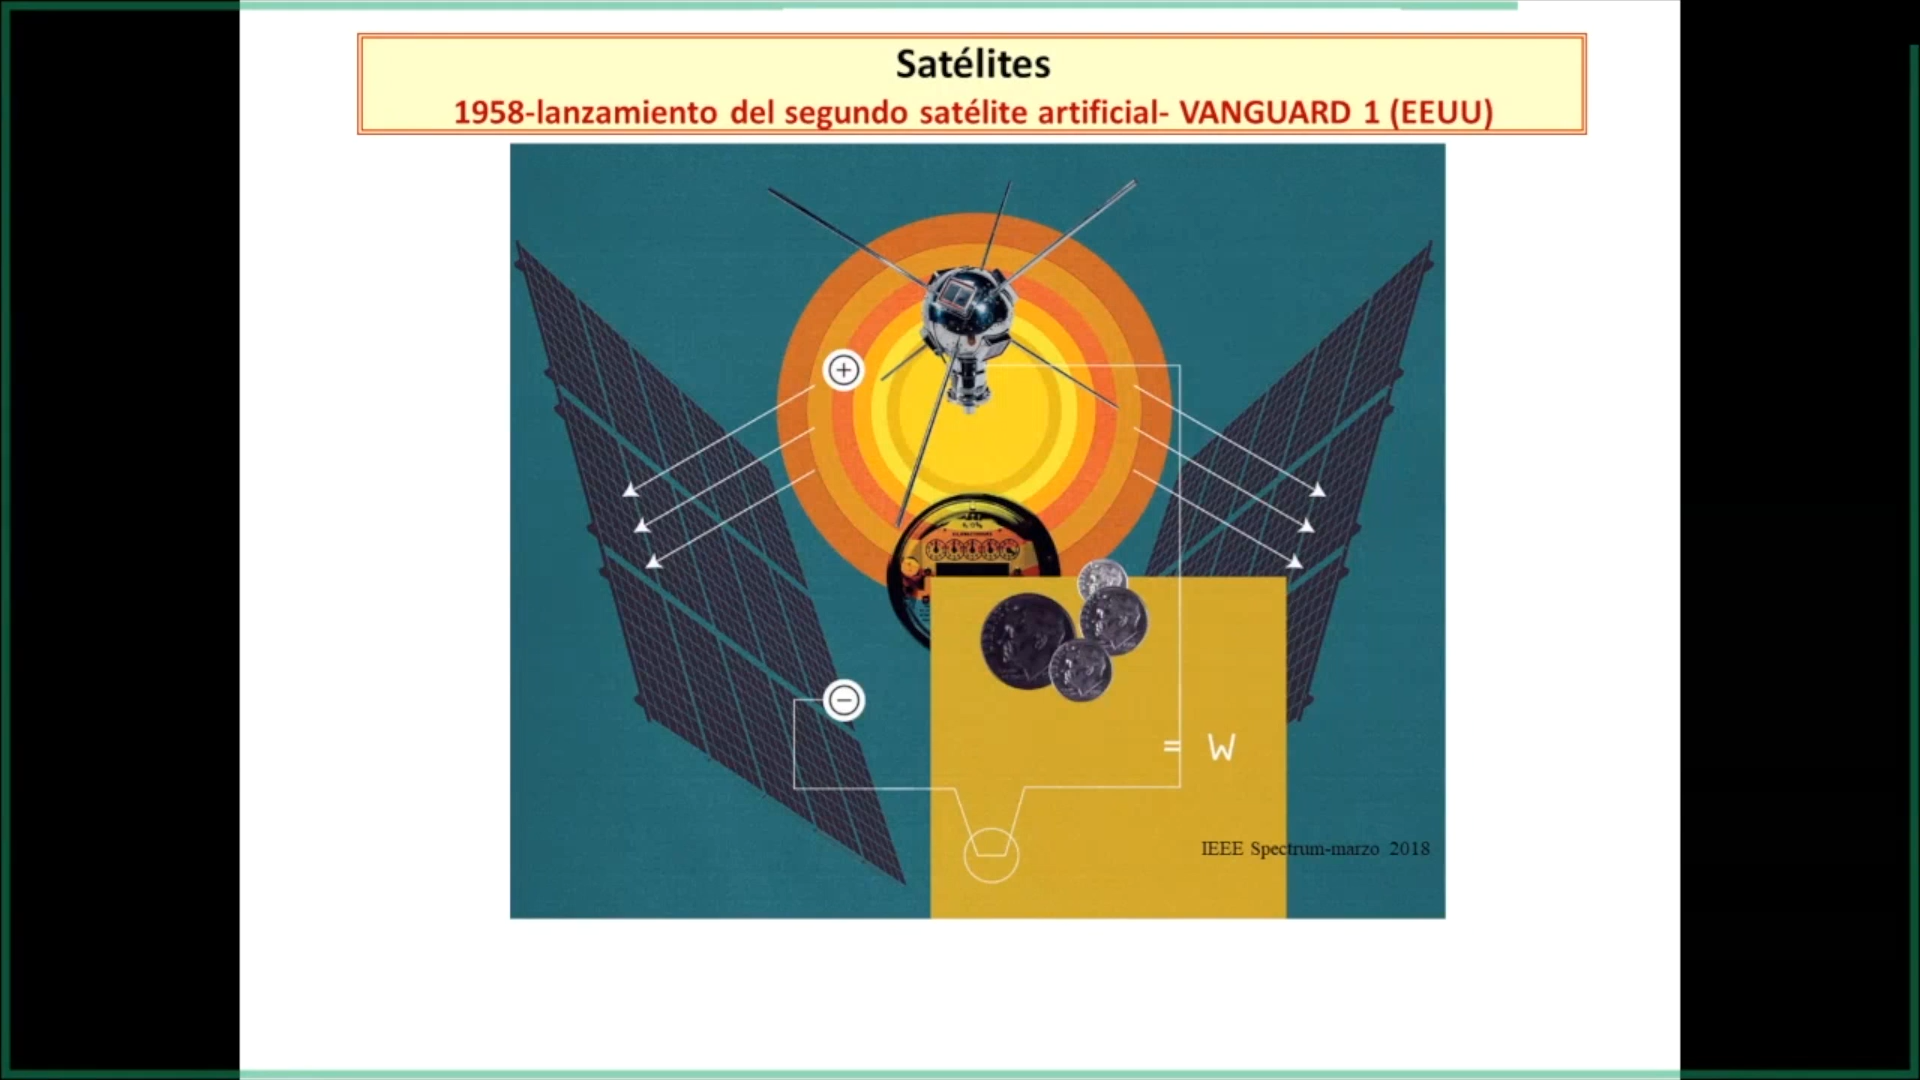 Satélites
1958-lanzamiento del segundo satélite artificial- VANGUARD 1 (EEUU)
= W
IEEE Spectrum-marzo 2018